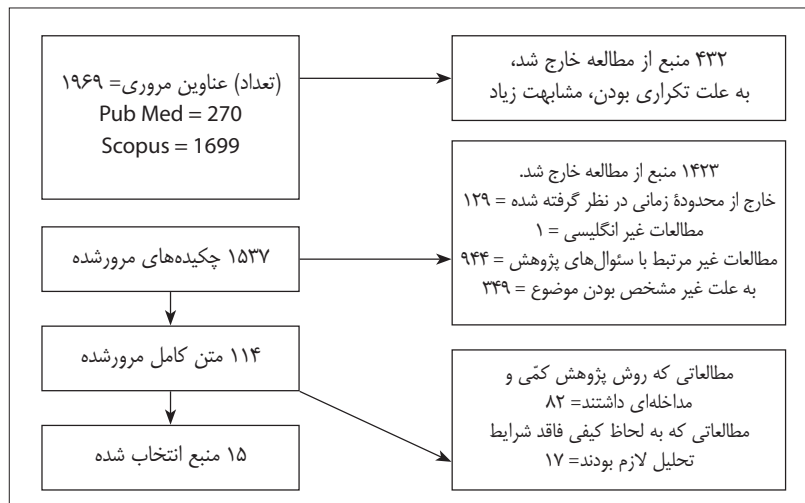 (تعداد) عناوین مروری= ۱۹۶۹
Pub Med = 270
Scopus = 1699
۴۳۲ منبع از مطالعه خارج شد،
به علت تکراری بودن، مشابهت زیاد
۱۴۲۳ منبع از مطالعه خارج شد.
خارج از محدودۀ زمانی در نظر گرفته شده = ۱۲۹
مطالعات غیر انگلیسی = ۱
مطالعات غیر مرتبط با سئوال‌های پژوهش = ۹۴۴
به علت غیر مشخص بودن موضوع = ۳۴۹
۱۵۳۷ چکیده‌های مرورشده
۱۱۴ متن کامل مرورشده
مطالعاتی که روش پژوهش کمّی و
مداخله‌ای داشتند= ۸۲
مطالعاتی که به لحاظ کیفی فاقد شرایط
تحلیل لازم بودند= ۱۷
۱۵ منبع انتخاب شده